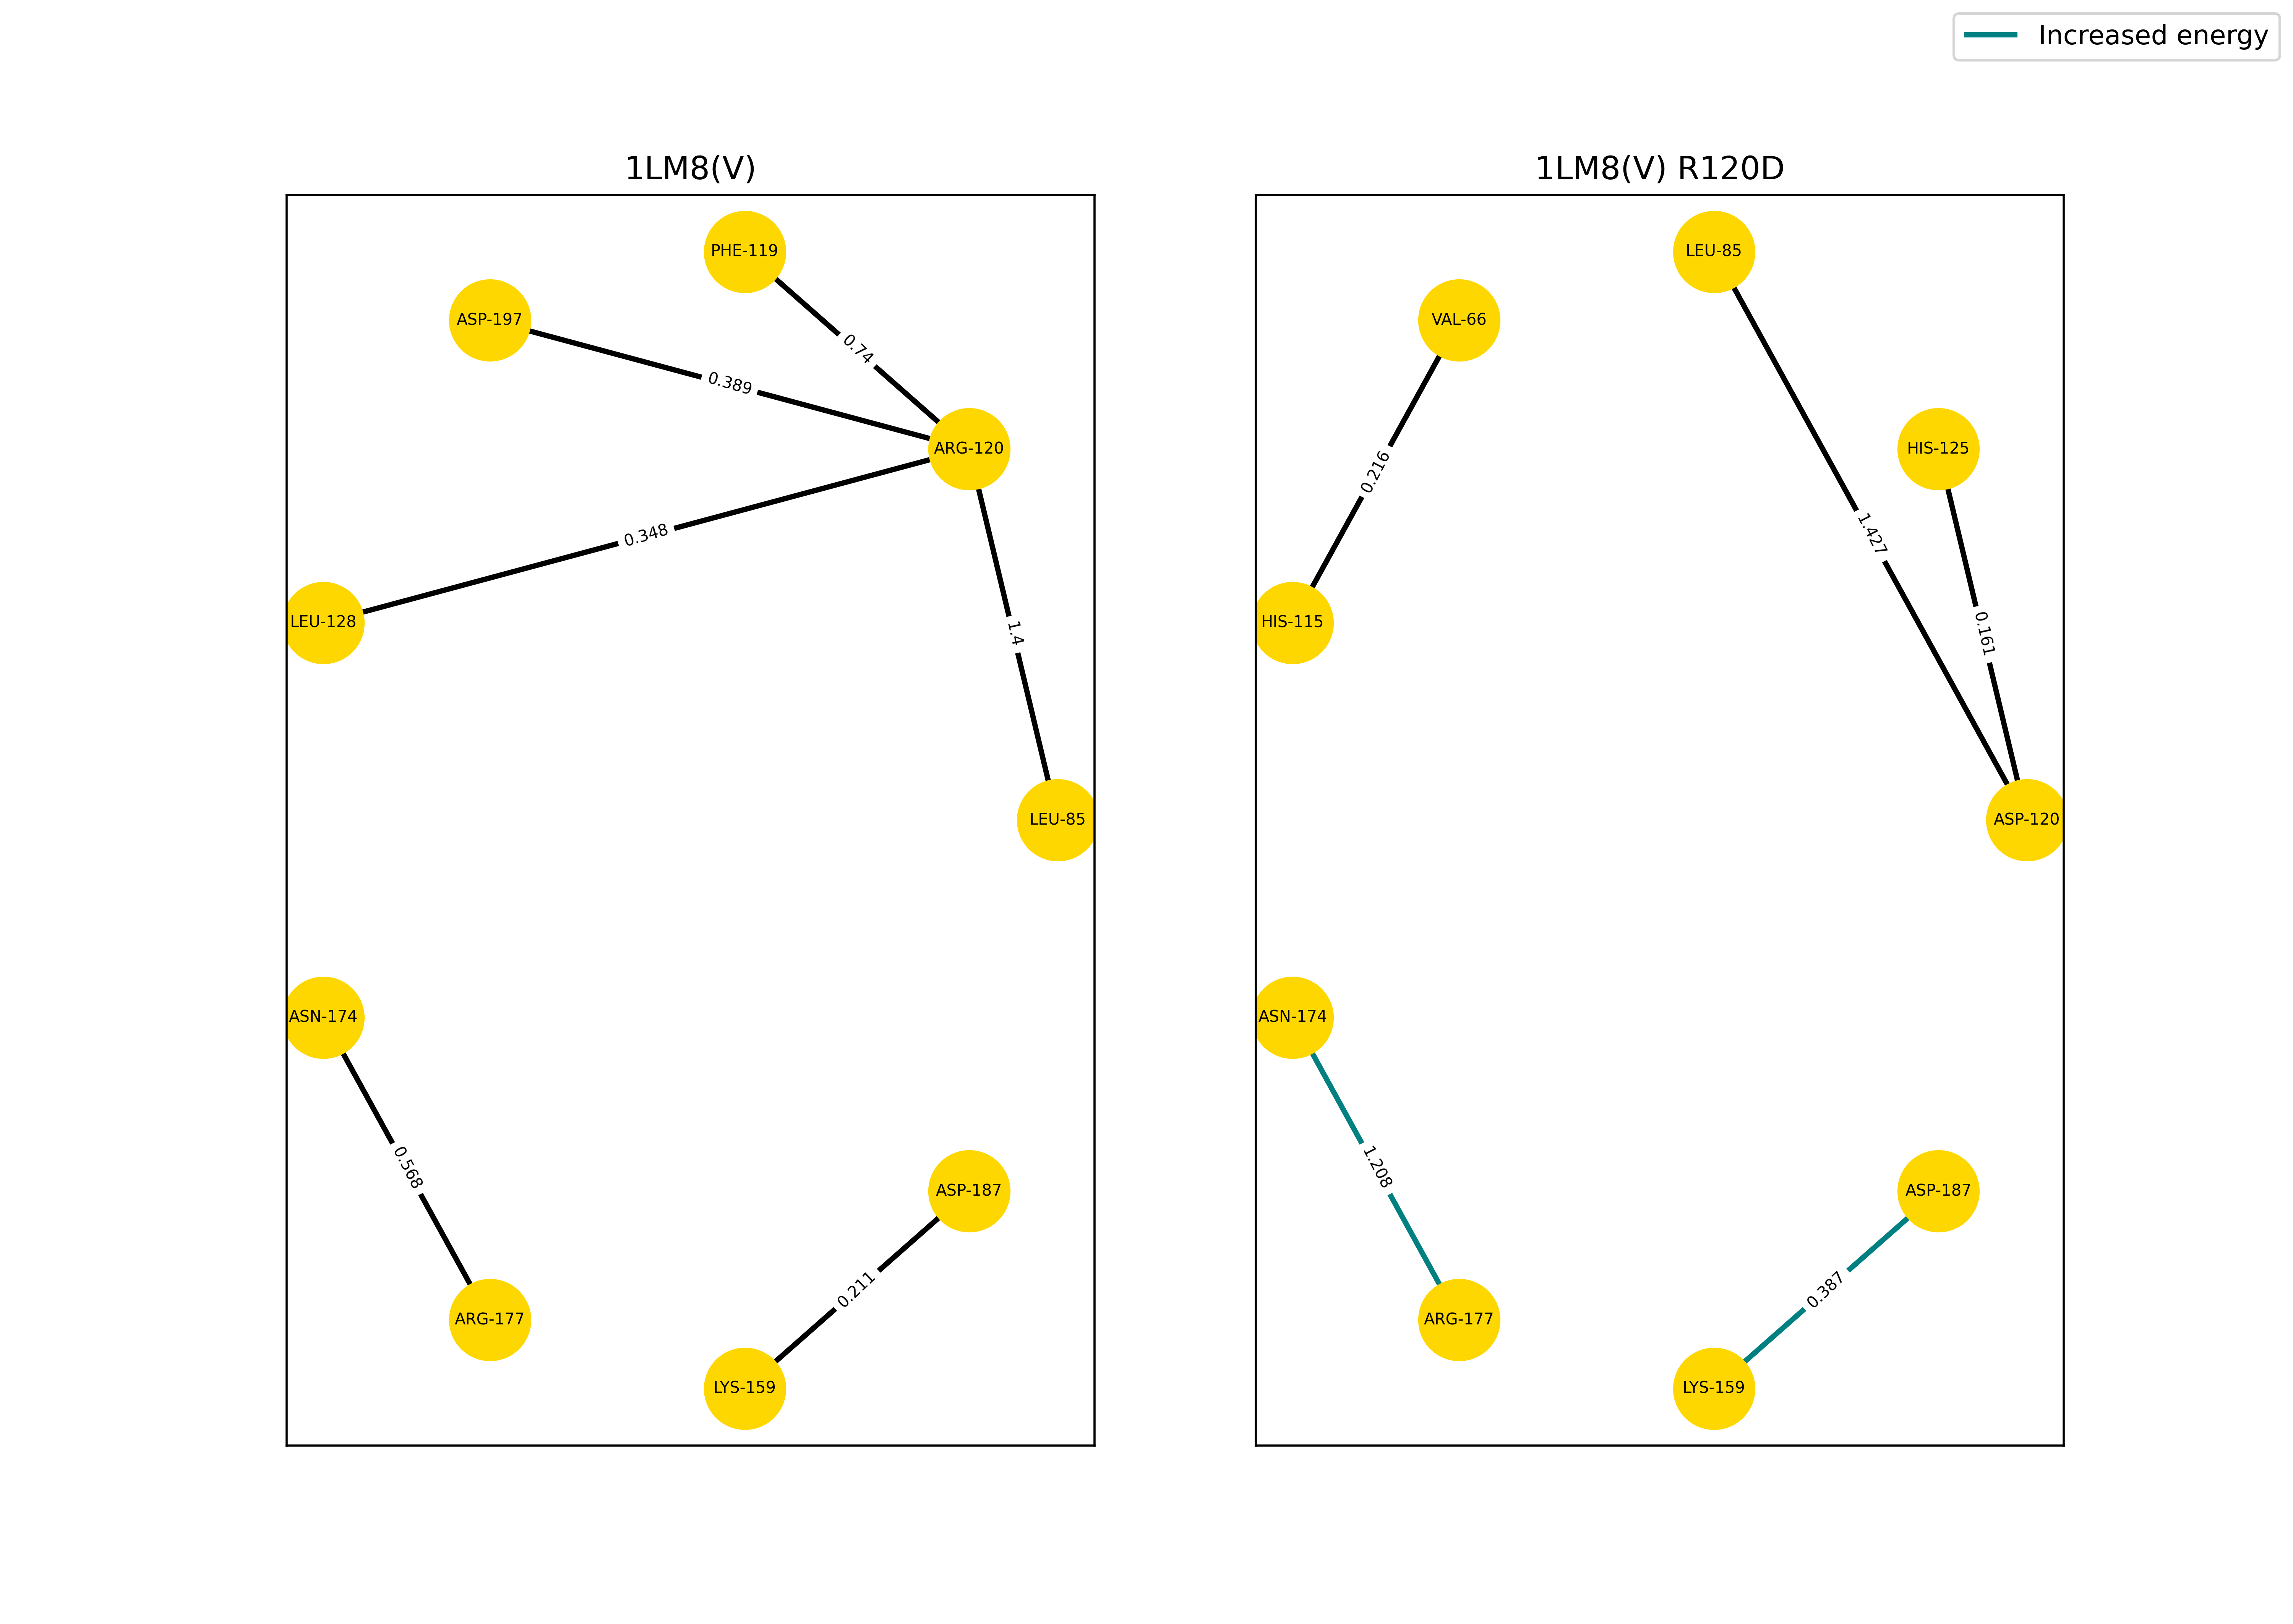 Increased energy
1LM8(V)
PHE-119
ASP-197
0.74
0.389
ARG-120
0.348
LEU-128
1.4
LEU-85
ASN-174
0.568
ASP-187
0.211
ARG-177
LYS-159
1LM8(V) R120D
LEU-85
VAL-66
HIS-125
0.216
1.427
HIS-115
0.161
ASP-120
ASN-174
1.208
ASP-187
0.387
ARG-177
LYS-159